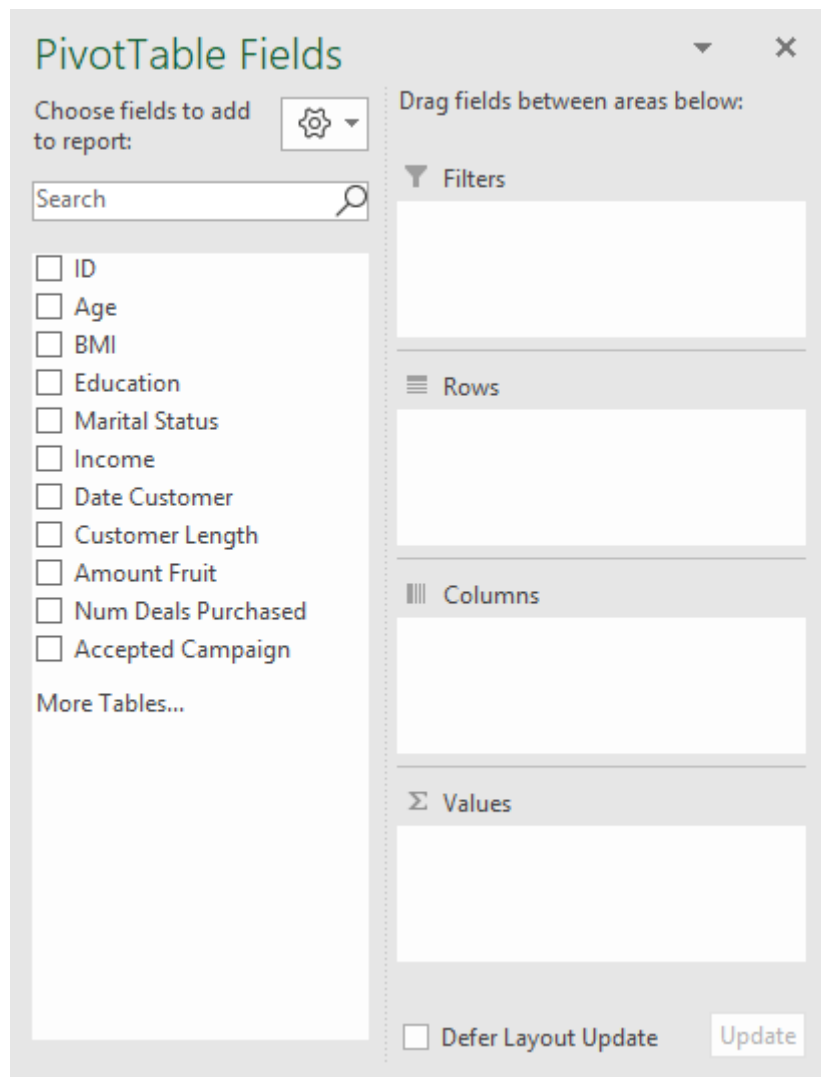 PivotTable Fields
Choose fields to add
to report:
Search
ID
Age
BMI
Education
Marital Status
Income
Date Customer
Customer Length
Amount Fruit
Num Deals Purchased
Accepted Campaign
More Tables...
Drag fields between areas below:
Filters
Rows
Columns
Σ Values
Defer Layout Update
Update